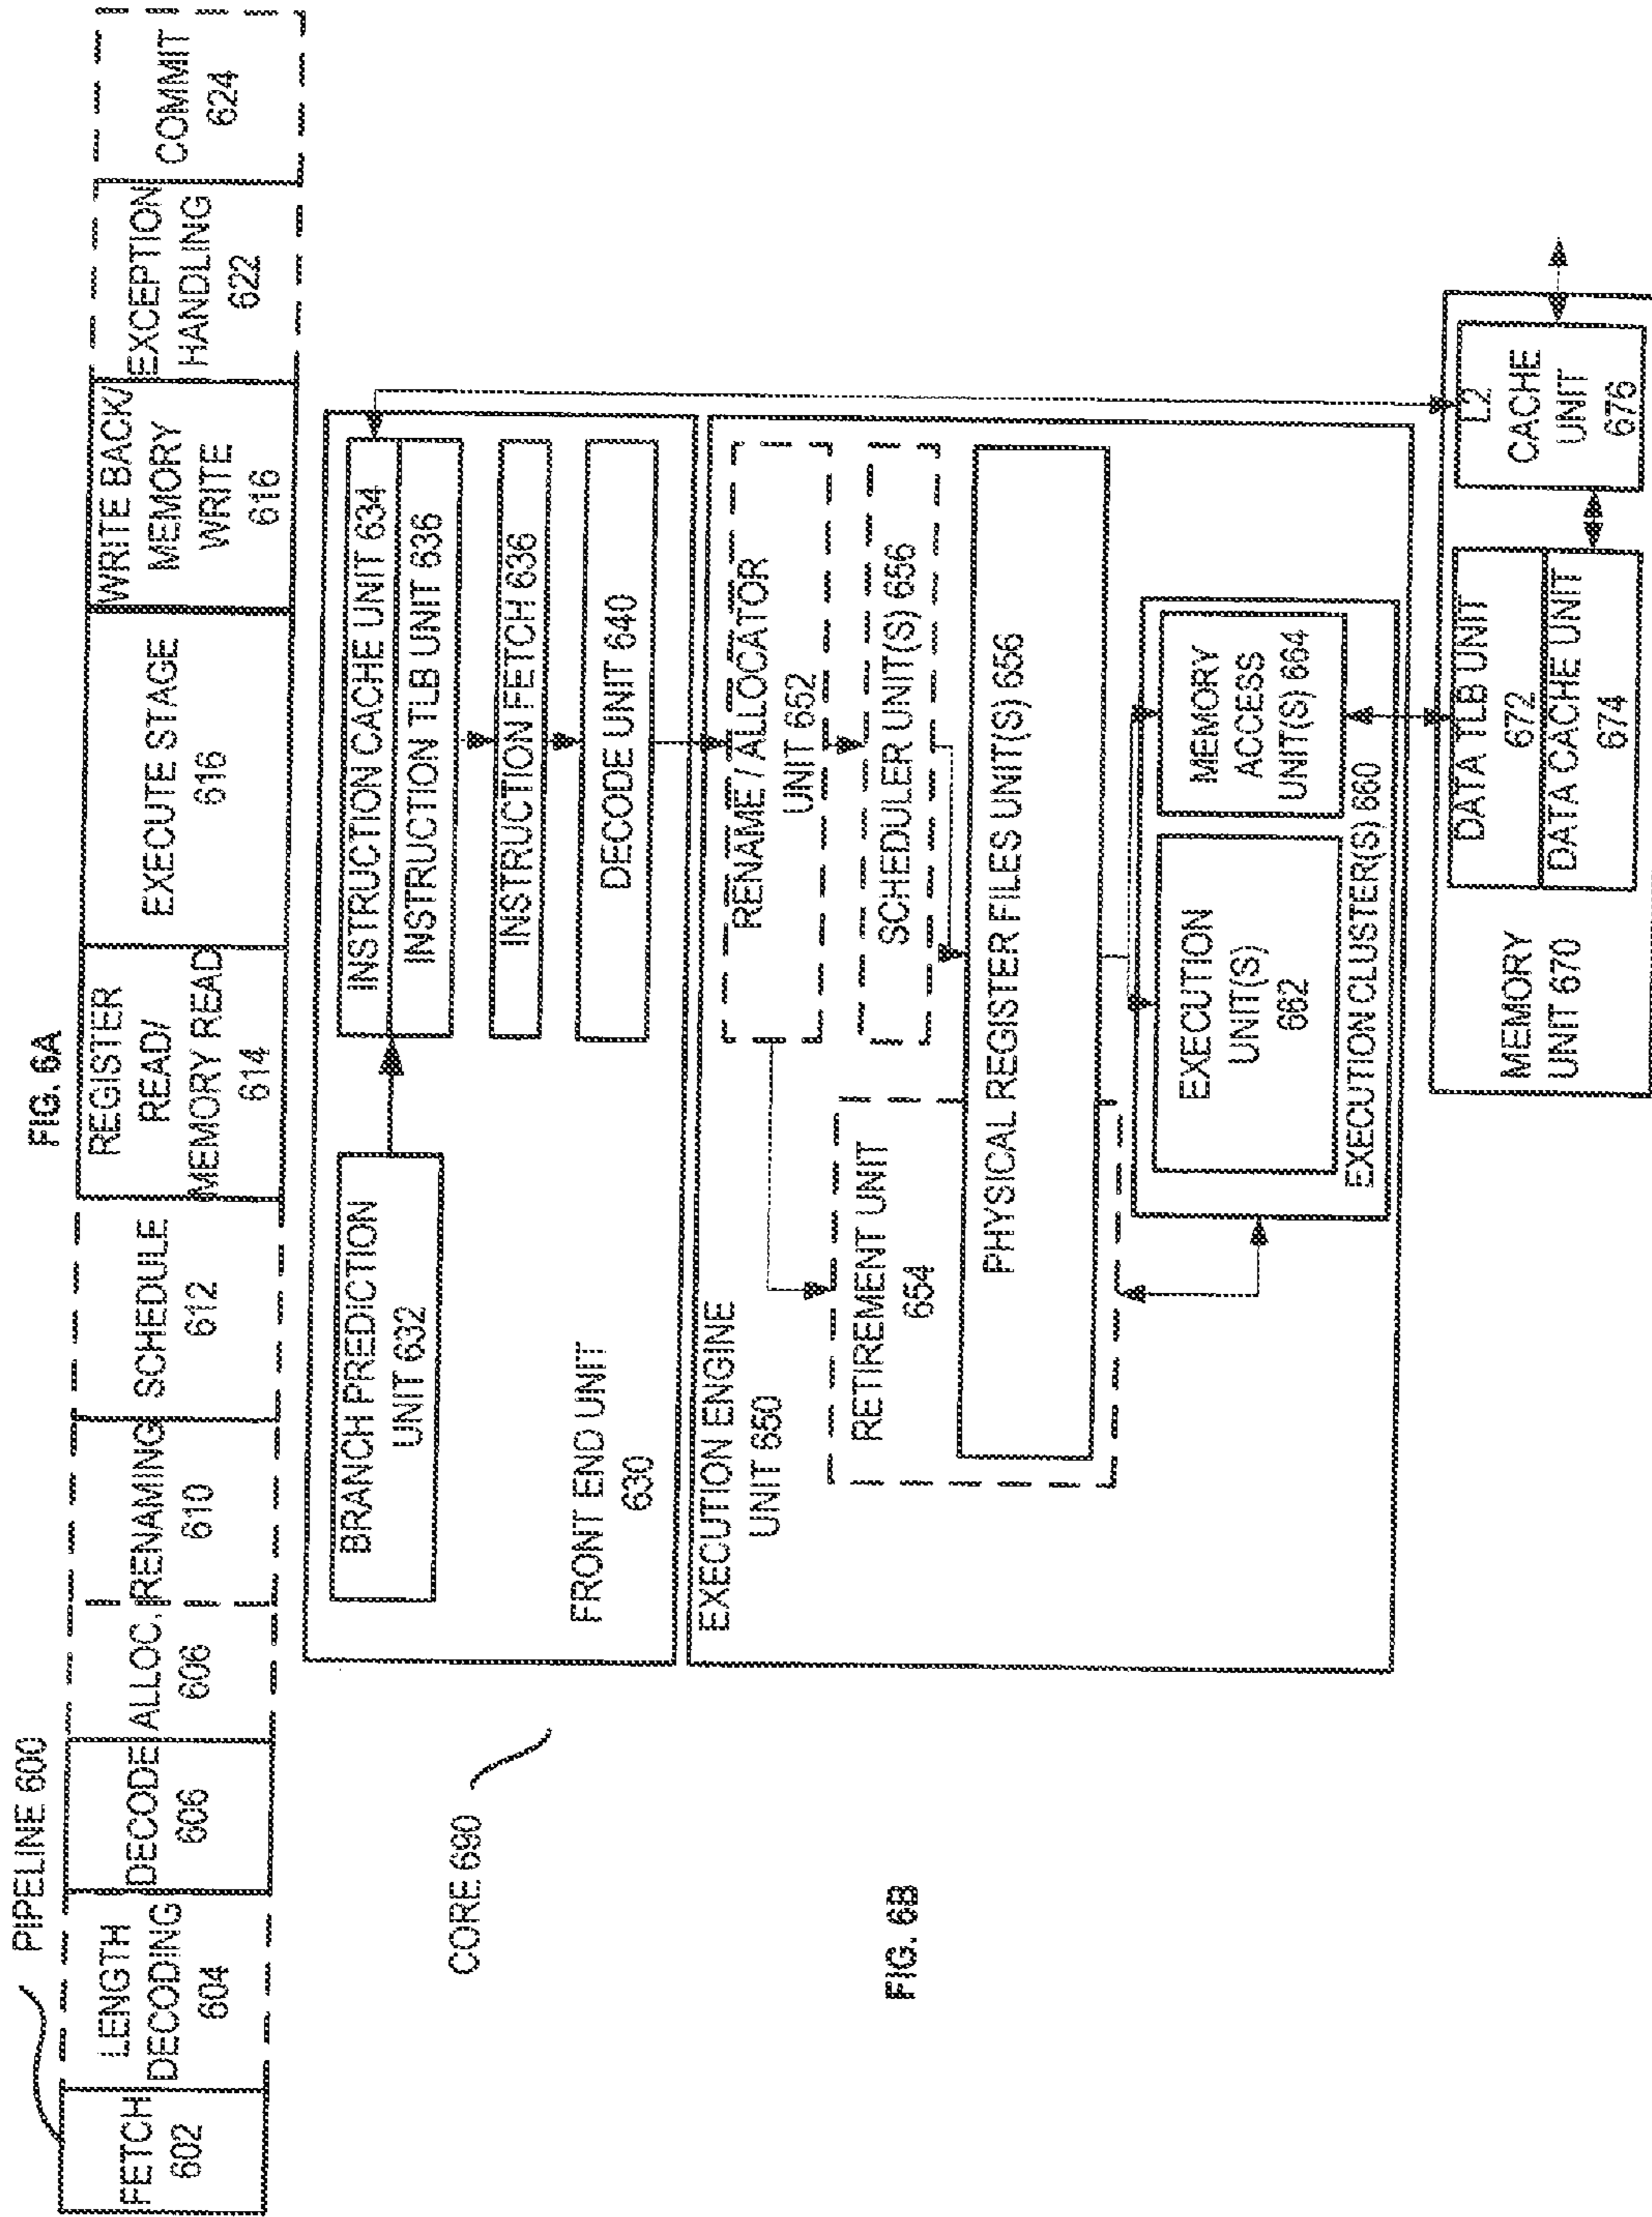 FIG. 6A
PIPELINE 600
FETCH
602
LENGTH
DECODING
604
DECODE
606
ALLOC.
606
RENAMING
610
SCHEDULE
612
REGISTER
READ/
MEMORY READ
614
EXECUTE STAGE
616
WRITE BACK/
MEMORY
WRITE
616
EXCEPTION
HANDLING
622
COMMIT
624
CORE 690
FRONT END UNIT
630
BRANCH PREDICTION
UNIT 632
INSTRUCTION CACHE UNIT 634
INSTRUCTION TLB UNIT 636
INSTRUCTION FETCH 636
DECODE UNIT 640
EXECUTION ENGINE
UNIT 650
RENAME / ALLOCATOR
UNIT 652
SCHEDULER UNIT(S) 656
RETIREMENT UNIT
654
PHYSICAL REGISTER FILES UNIT(S) 656
EXECUTION
UNIT(S)
662
MEMORY
ACCESS
UNIT(S) 664
EXECUTION CLUSTER(S) 660
MEMORY
UNIT 670
DATA TLB UNIT
672
DATA CACHE UNIT
674
L2
CACHE
UNIT
676
FIG. 6B